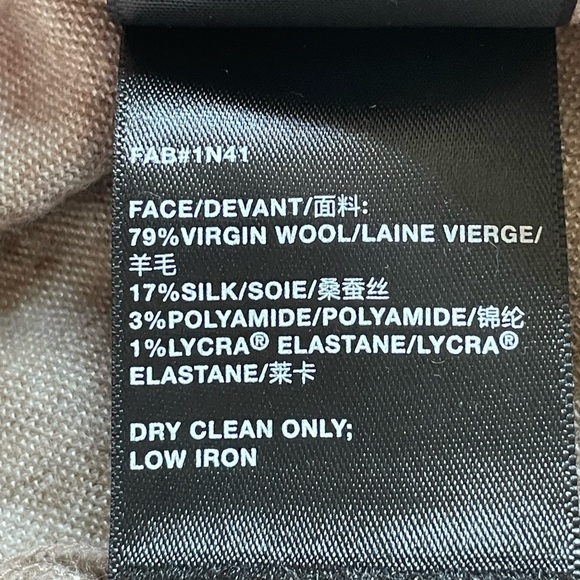 FAB#1N41
FACE/DEVANT/面料:
79%VIRGIN WOOL/LAINE VIERGE/
羊毛
17%SILK/SOIE/桑蚕丝
3%POLYAMIDE/POLYAMIDE/锦纶
1%LYCRA® ELASTANE/LYCRA®
ELASTANE/莱卡
DRY CLEAN ONLY;
LOW IRON